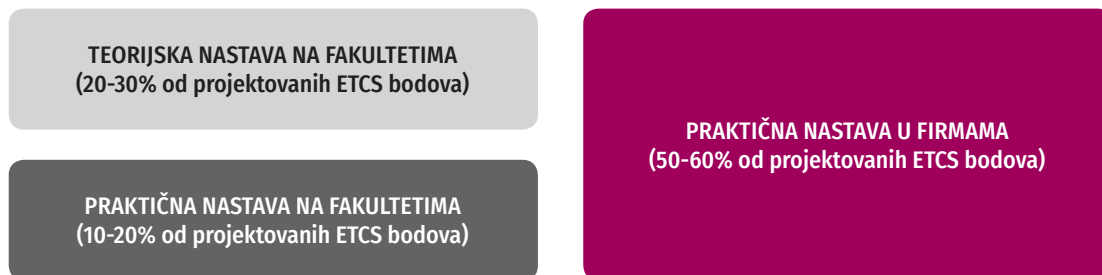 TEORIJSKA NASTAVA NA FAKULTETIMA
(20-30% od projektovanih ETCS bodova)
PRAKTIČNA NASTAVA NA FAKULTETIMA
(10-20% od projektovanih ETCS bodova)
PRAKTIČNA NASTAVA U FIRMAMA
(50-60% od projektovanih ETCS bodova)